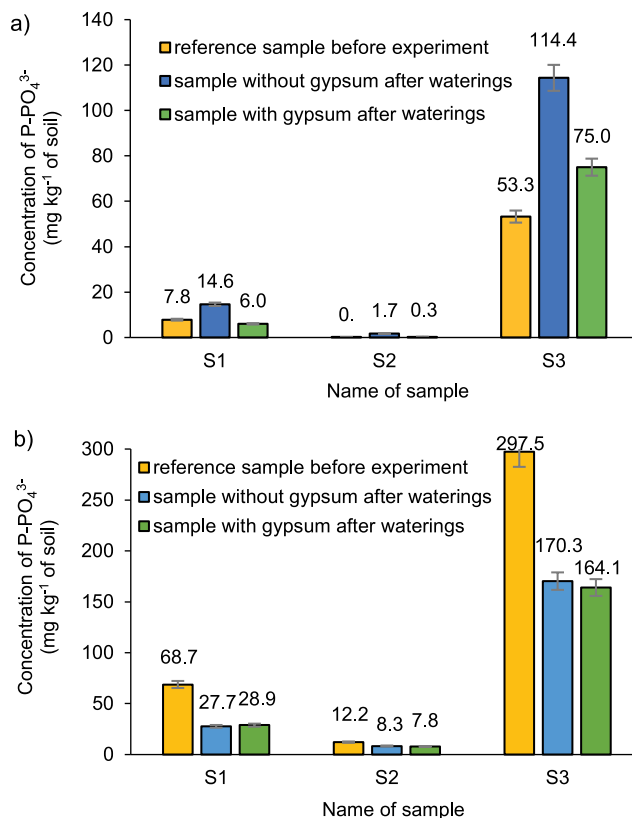 a)
Concentration of P-PO₄³⁻
(mg kg⁻¹ of soil)
140
120
100
80
60
40
20
0
reference sample before experiment
sample without gypsum after waterings
sample with gypsum after waterings
7.8
14.6
6.0
0.
1.7
0.3
53.3
114.4
75.0
S1
S2
S3
Name of sample
b)
Concentration of P-PO₄³⁻
(mg kg⁻¹ of soil)
300
250
200
150
100
50
0
reference sample before experiment
sample without gypsum after waterings
sample with gypsum after waterings
68.7
27.7
28.9
12.2
8.3
7.8
297.5
170.3
164.1
S1
S2
S3
Name of sample